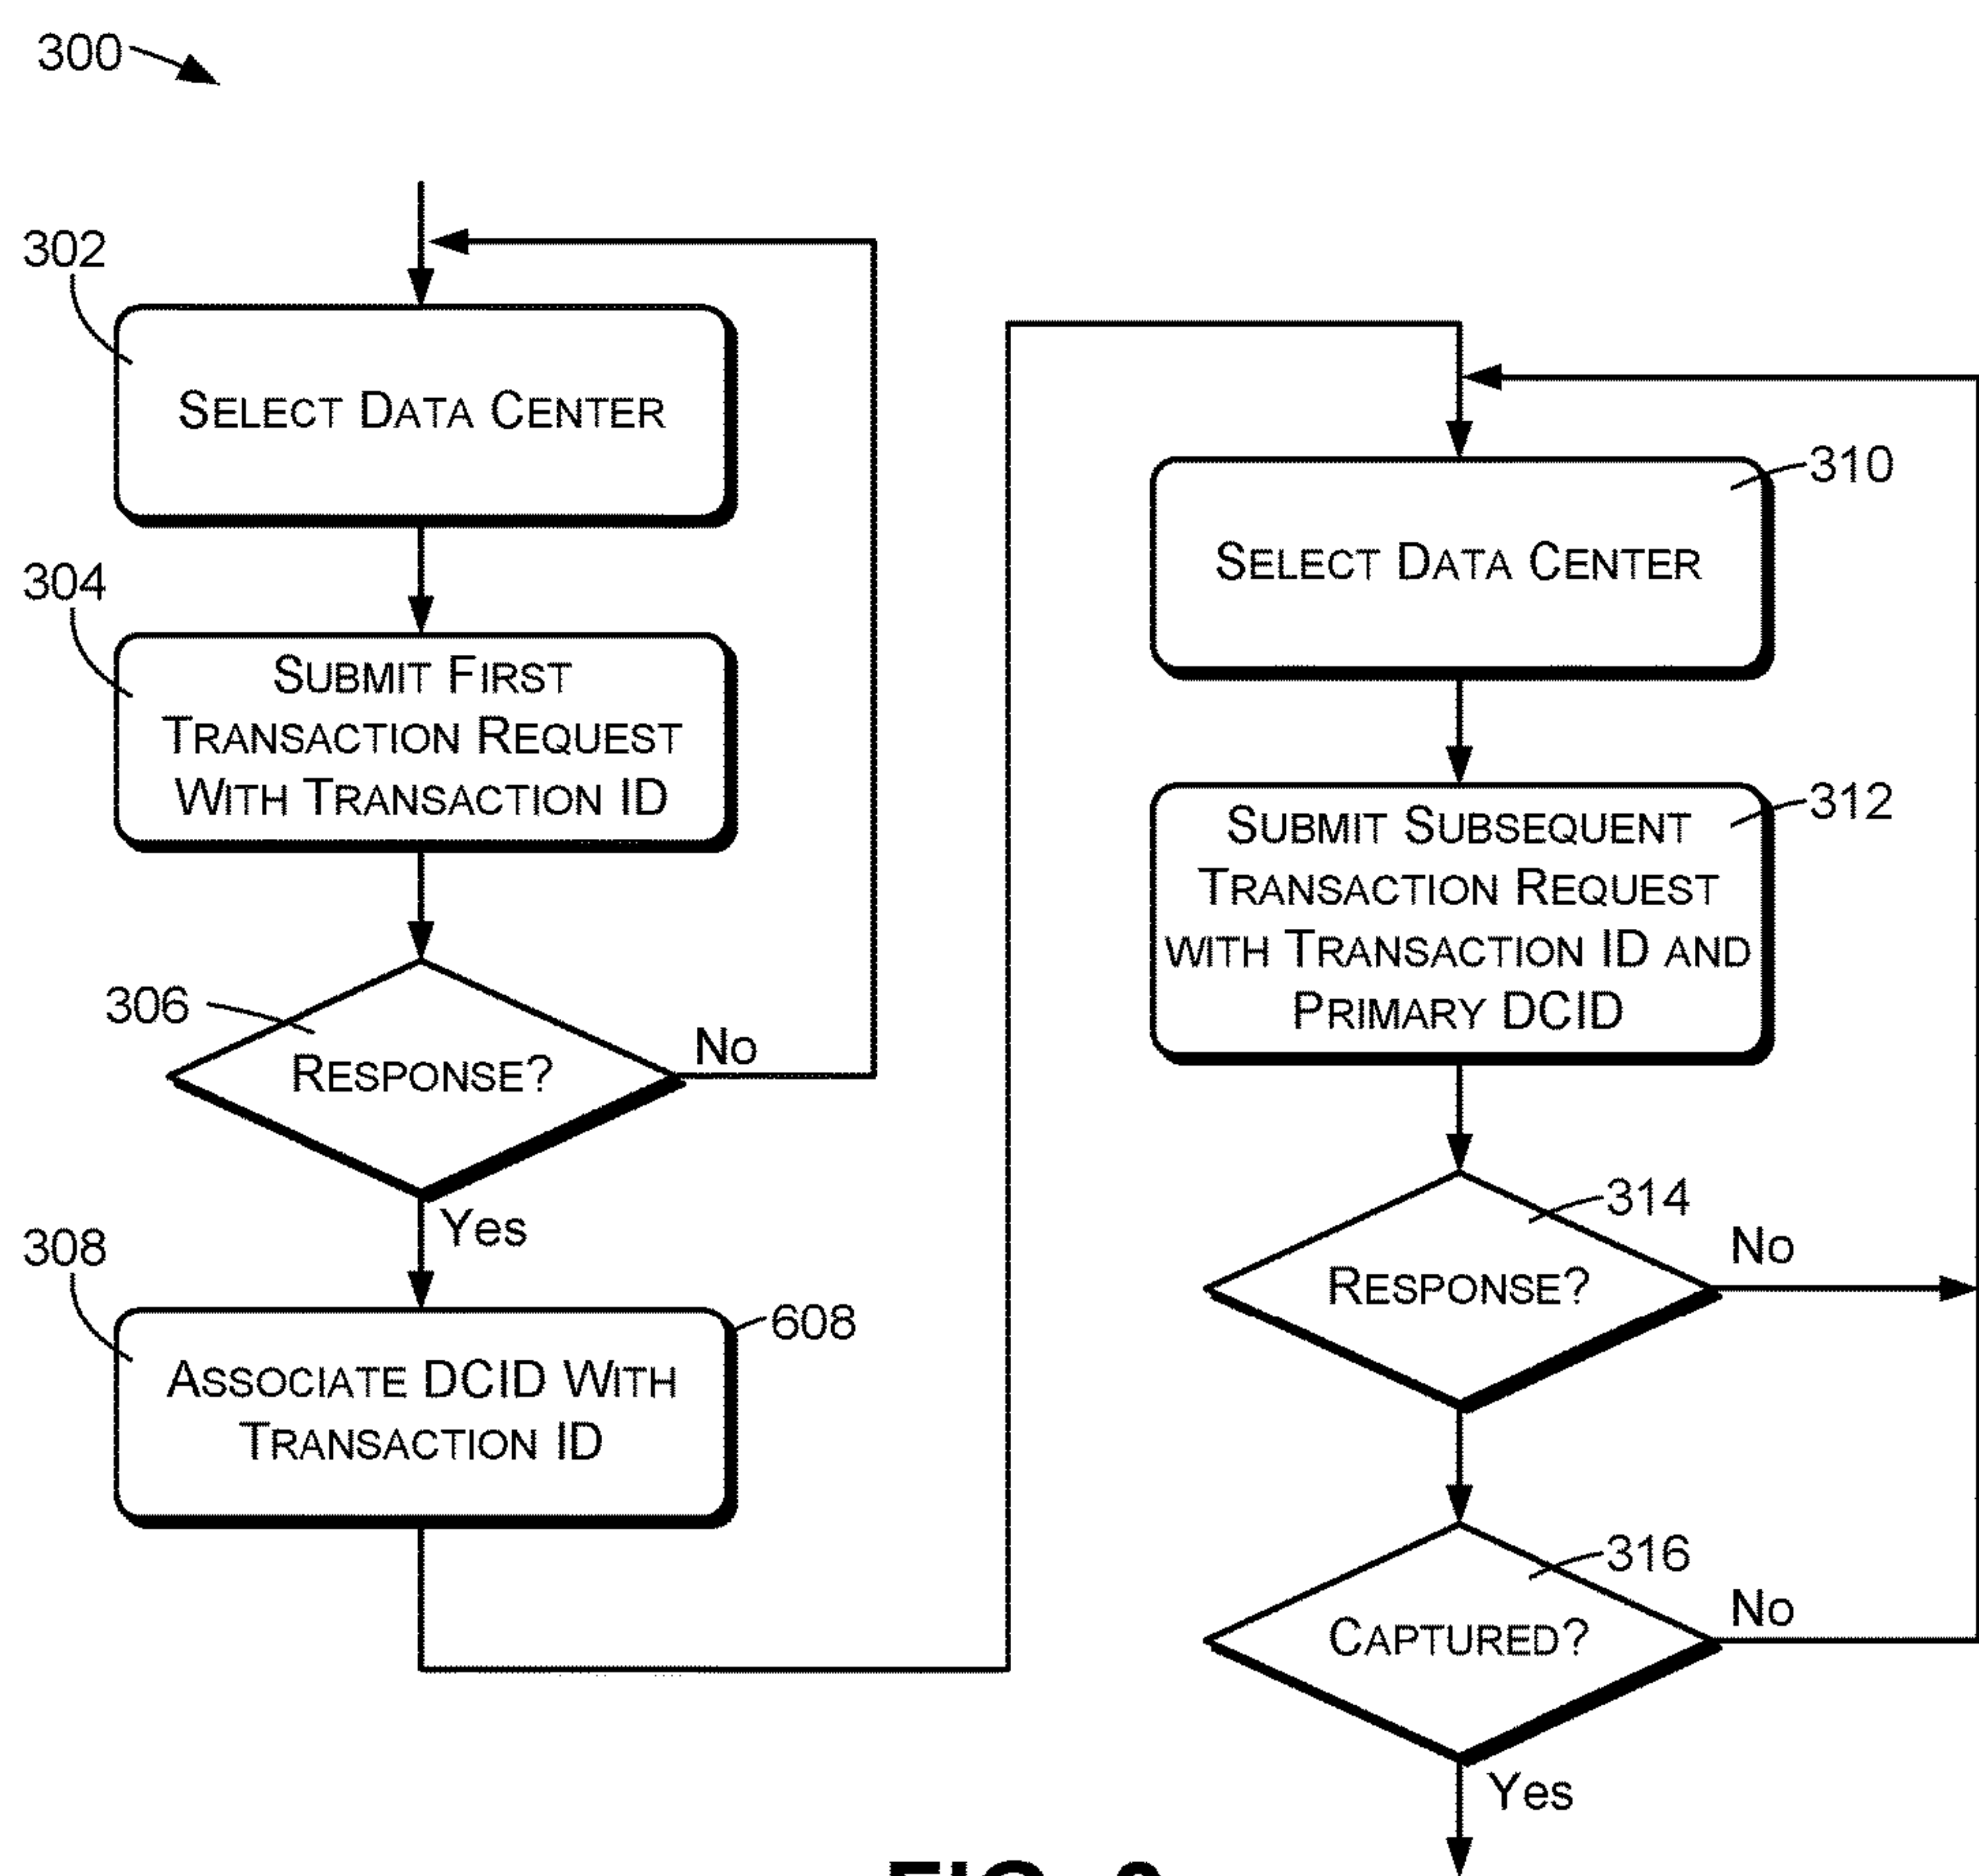 300
302
SELECT DATA CENTER
304
SUBMIT FIRST
TRANSACTION REQUEST
WITH TRANSACTION ID
306
RESPONSE?
No
Yes
308
608
ASSOCIATE DCID WITH
TRANSACTION ID
310
SELECT DATA CENTER
312
SUBMIT SUBSEQUENT
TRANSACTION REQUEST
WITH TRANSACTION ID AND
PRIMARY DCID
314
RESPONSE?
No
316
CAPTURED?
No
Yes
FIG.